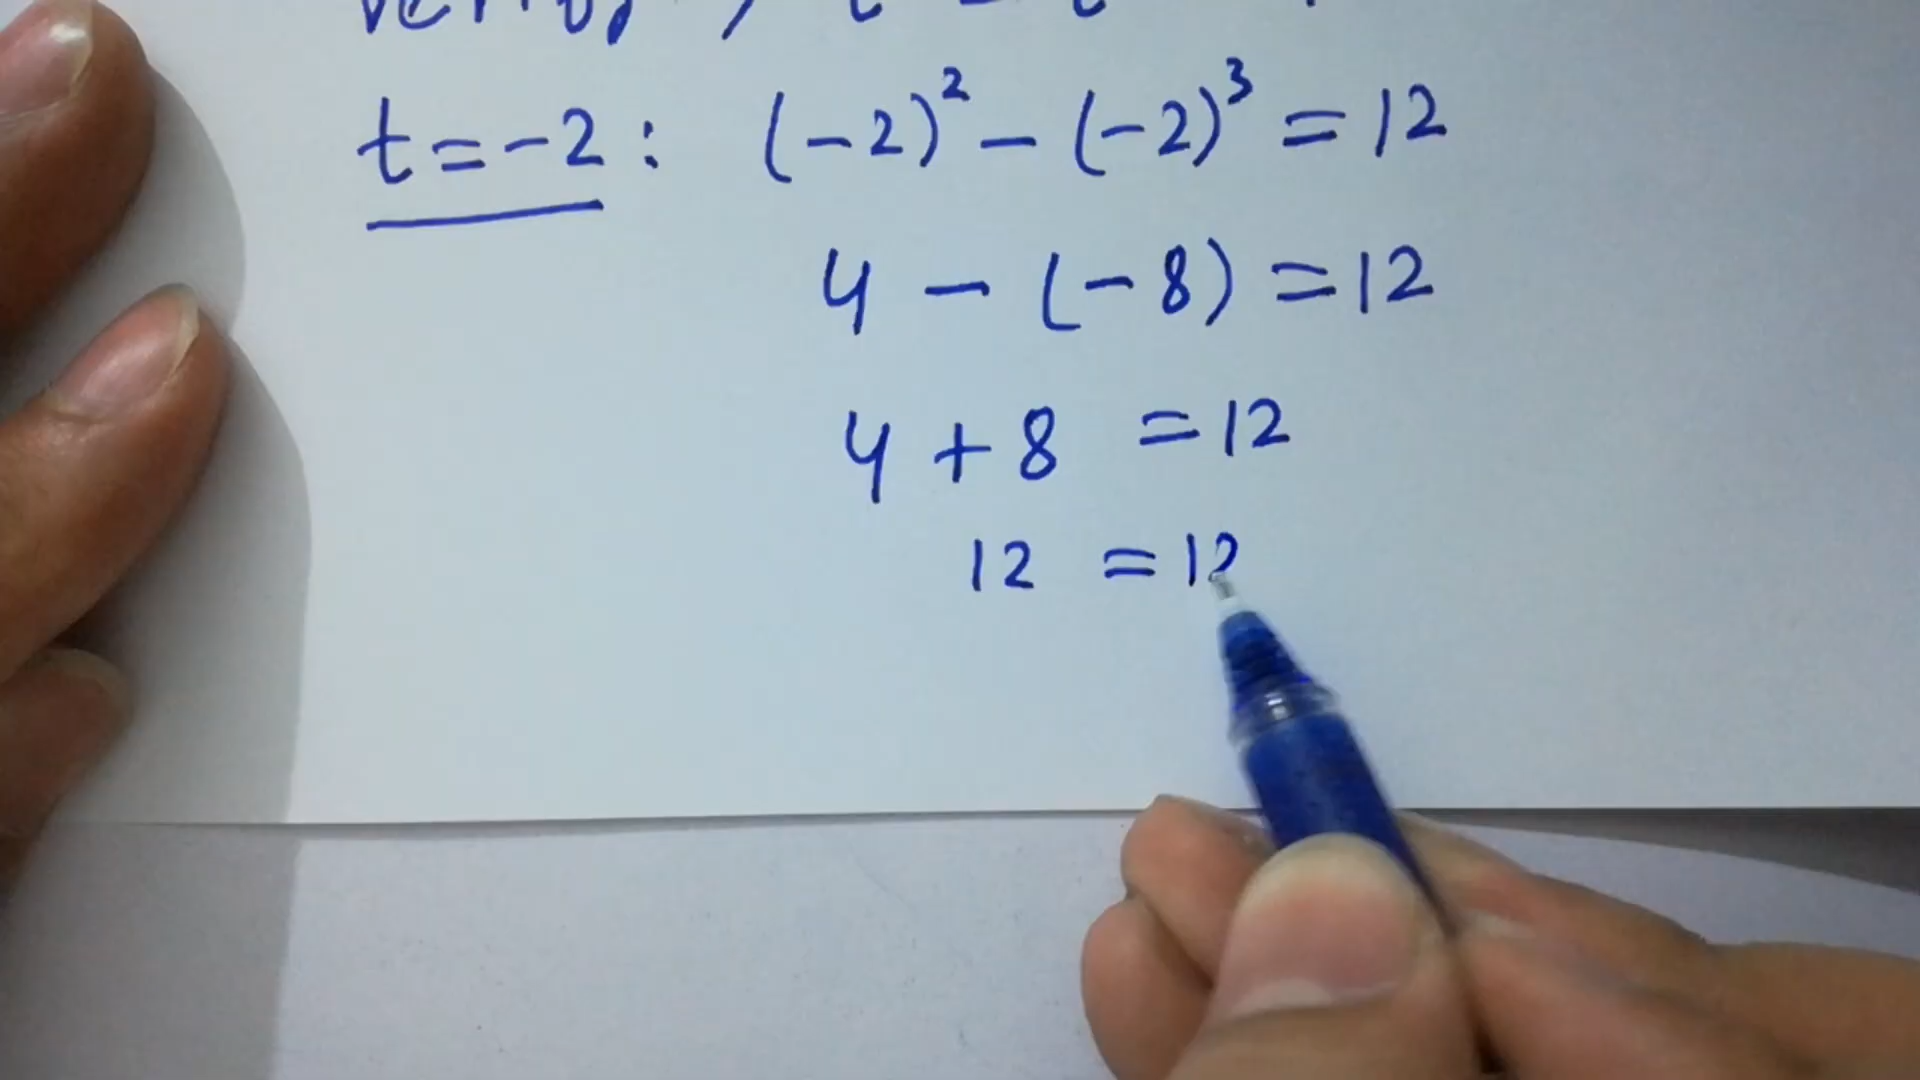 t = -2 : (-2)² - (-2)³ = 12
4 - (-8) = 12
4 + 8 = 12
12 = 12